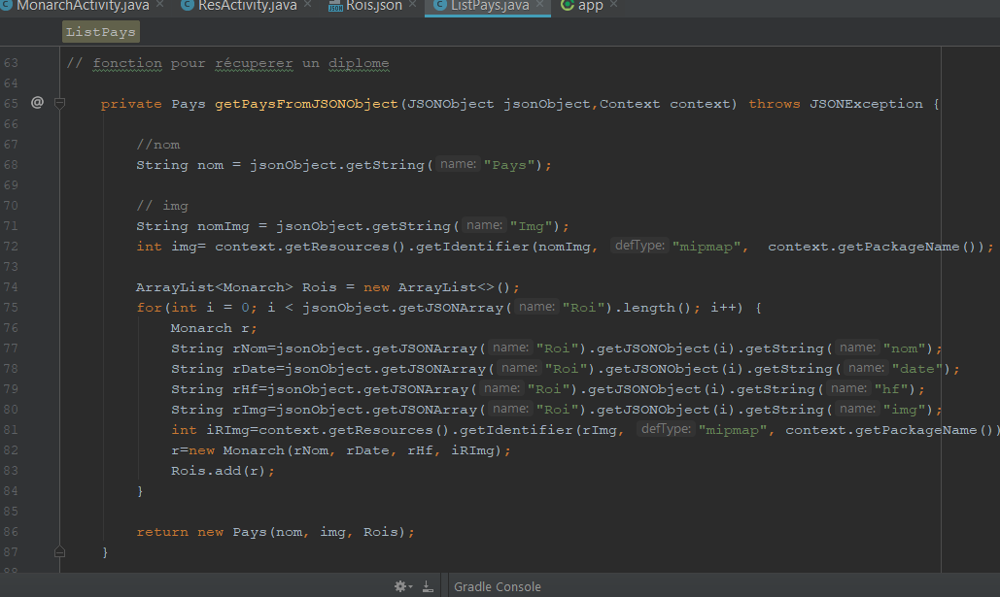 MonarchActivity.java × ResActivity.java × Rois.json × ListPays.java × app ×
ListPays
63 // fonction pour récuperer un diplome
64
65 @ private Pays getPaysFromJSONObject(JSONObject jsonObject,Context context) throws JSONException {
66
67 //nom
68 String nom = jsonObject.getString( name: "Pays");
69
70 // img
71 String nomImg = jsonObject.getString( name: "Img");
72 int img= context.getResources().getIdentifier(nomImg, defType: "mipmap", context.getPackageName());
73
74 ArrayList<Monarch> Rois = new ArrayList<>();
75 for(int i = 0; i < jsonObject.getJSONArray( name: "Roi").length(); i++) {
76 Monarch r;
77 String rNom=jsonObject.getJSONArray( name: "Roi").getJSONObject(i).getString( name: "nom");
78 String rDate=jsonObject.getJSONArray( name: "Roi").getJSONObject(i).getString( name: "date");
79 String rHf=jsonObject.getJSONArray( name: "Roi").getJSONObject(i).getString( name: "hf");
80 String rImg=jsonObject.getJSONArray( name: "Roi").getJSONObject(i).getString( name: "img");
81 int iRImg=context.getResources().getIdentifier(rImg, defType: "mipmap", context.getPackageName())
82 r=new Monarch(rNom, rDate, rHf, iRImg);
83 Rois.add(r);
84 }
85
86 return new Pays(nom, img, Rois);
87 }
88
Gradle Console